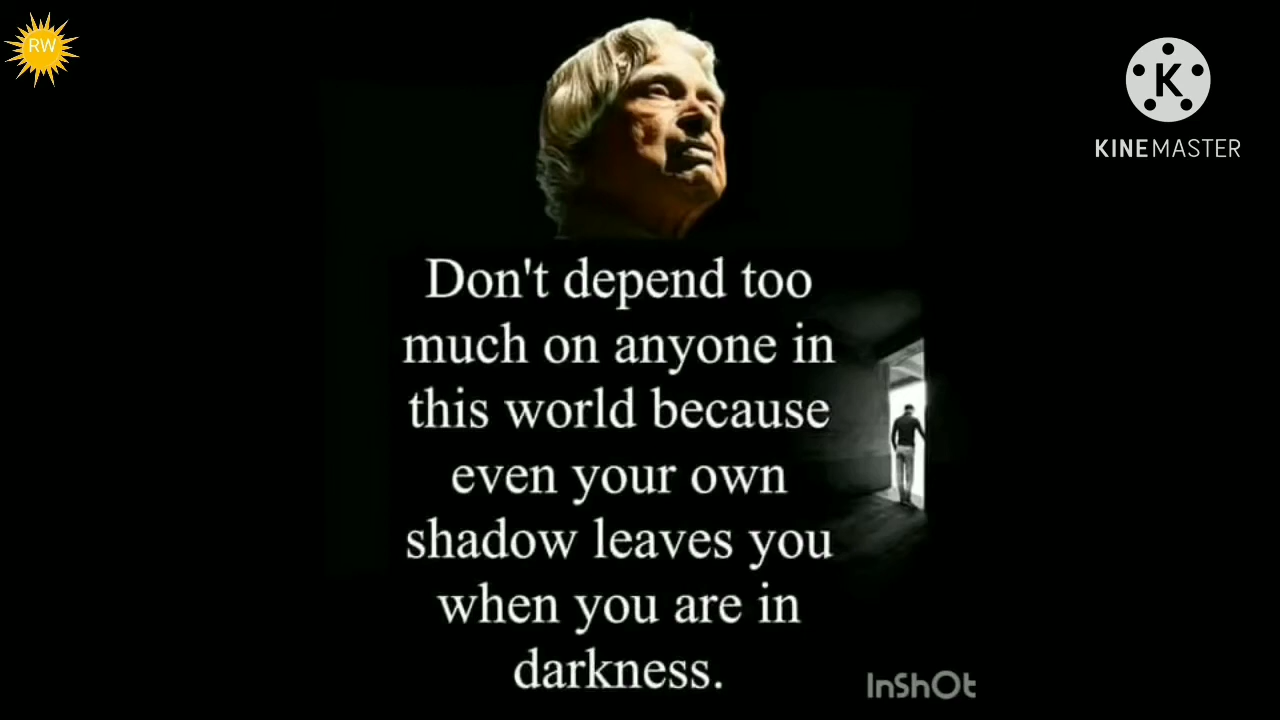 RW
K
KINEMASTER
Don't depend too
much on anyone in
this world because
even your own
shadow leaves you
when you are in
darkness.
InShOt